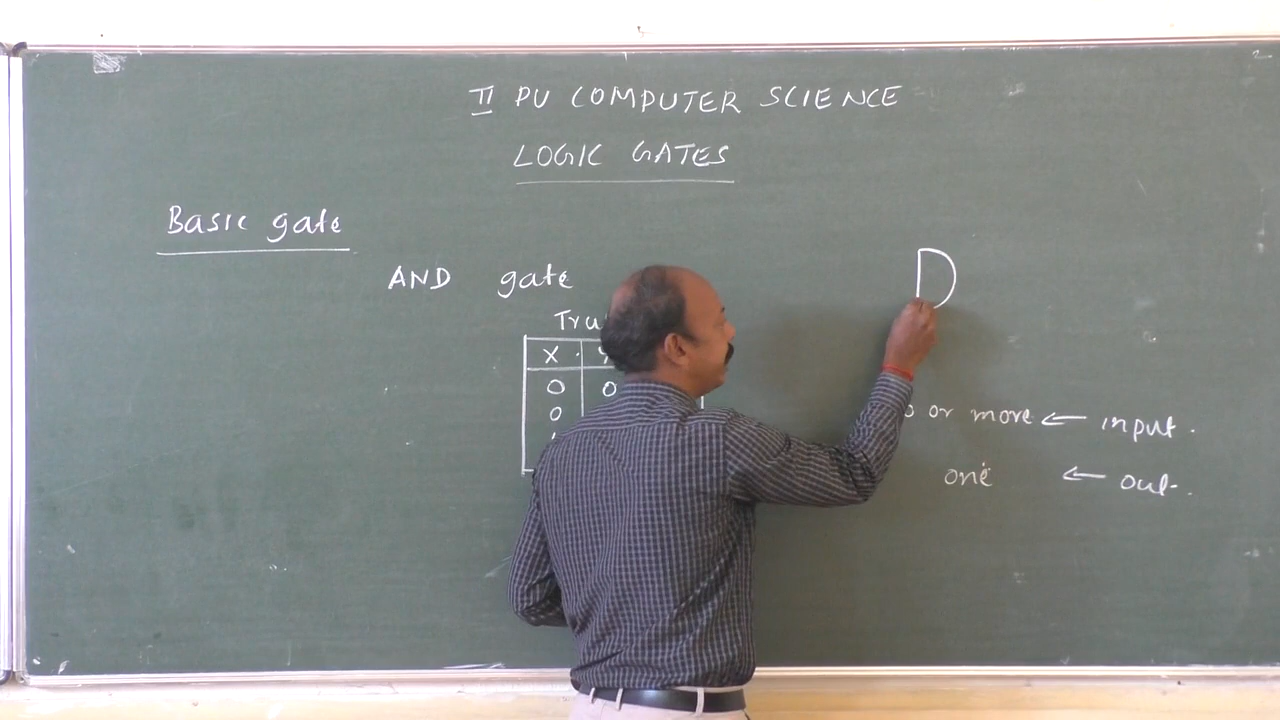 II PU COMPUTER SCIENCE
LOGIC GATES
Basic gate
AND gate
X
0 0
0
or more ← input.
one ← out.